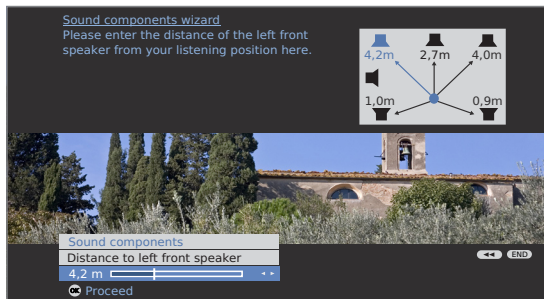 Sound components wizard
Please enter the distance of the left front
speaker from your listening position here.
4,2m 2,7m 4,0m
1,0m 0,9m
Sound components
Distance to left front speaker
4,2 m
OK Proceed
END